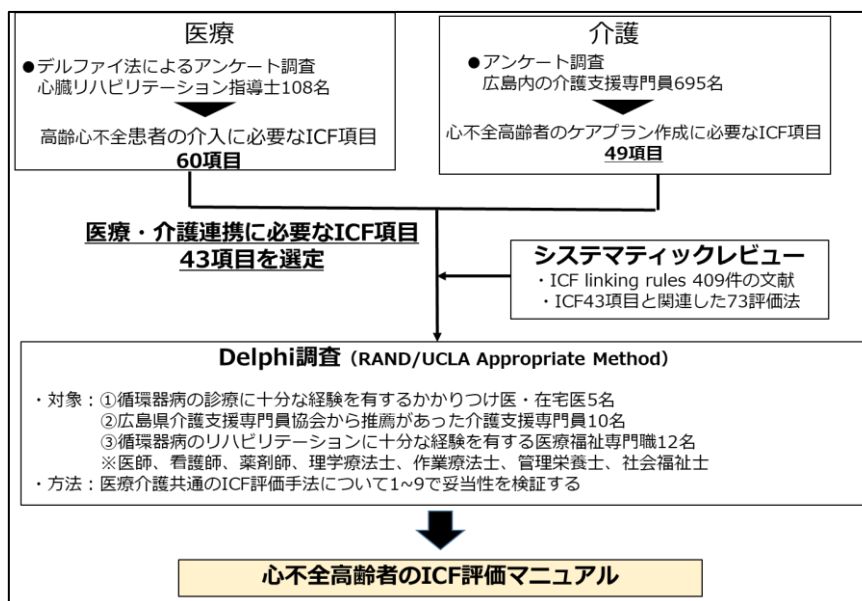 医療
●デルファイ法によるアンケート調査
心臓リハビリテーション指導士108名
高齢心不全患者の介入に必要なICF項目
60項目
介護
●アンケート調査
広島内の介護支援専門員695名
心不全高齢者のケアプラン作成に必要なICF項目
49項目
医療・介護連携に必要なICF項目
43項目を選定
システマティックレビュー
・ICF linking rules 409件の文献
・ICF43項目と関連した73評価法
Delphi調査（RAND/UCLA Appropriate Method）
・対象：①循環器病の診療に十分な経験を有するかかりつけ医・在宅医5名
②広島県介護支援専門員協会から推薦があった介護支援専門員10名
③循環器病のリハビリテーションに十分な経験を有する医療福祉専門職12名
※医師、看護師、薬剤師、理学療法士、作業療法士、管理栄養士、社会福祉士
・方法：医療介護共通のICF評価手法について1~9で妥当性を検証する
心不全高齢者のICF評価マニュアル